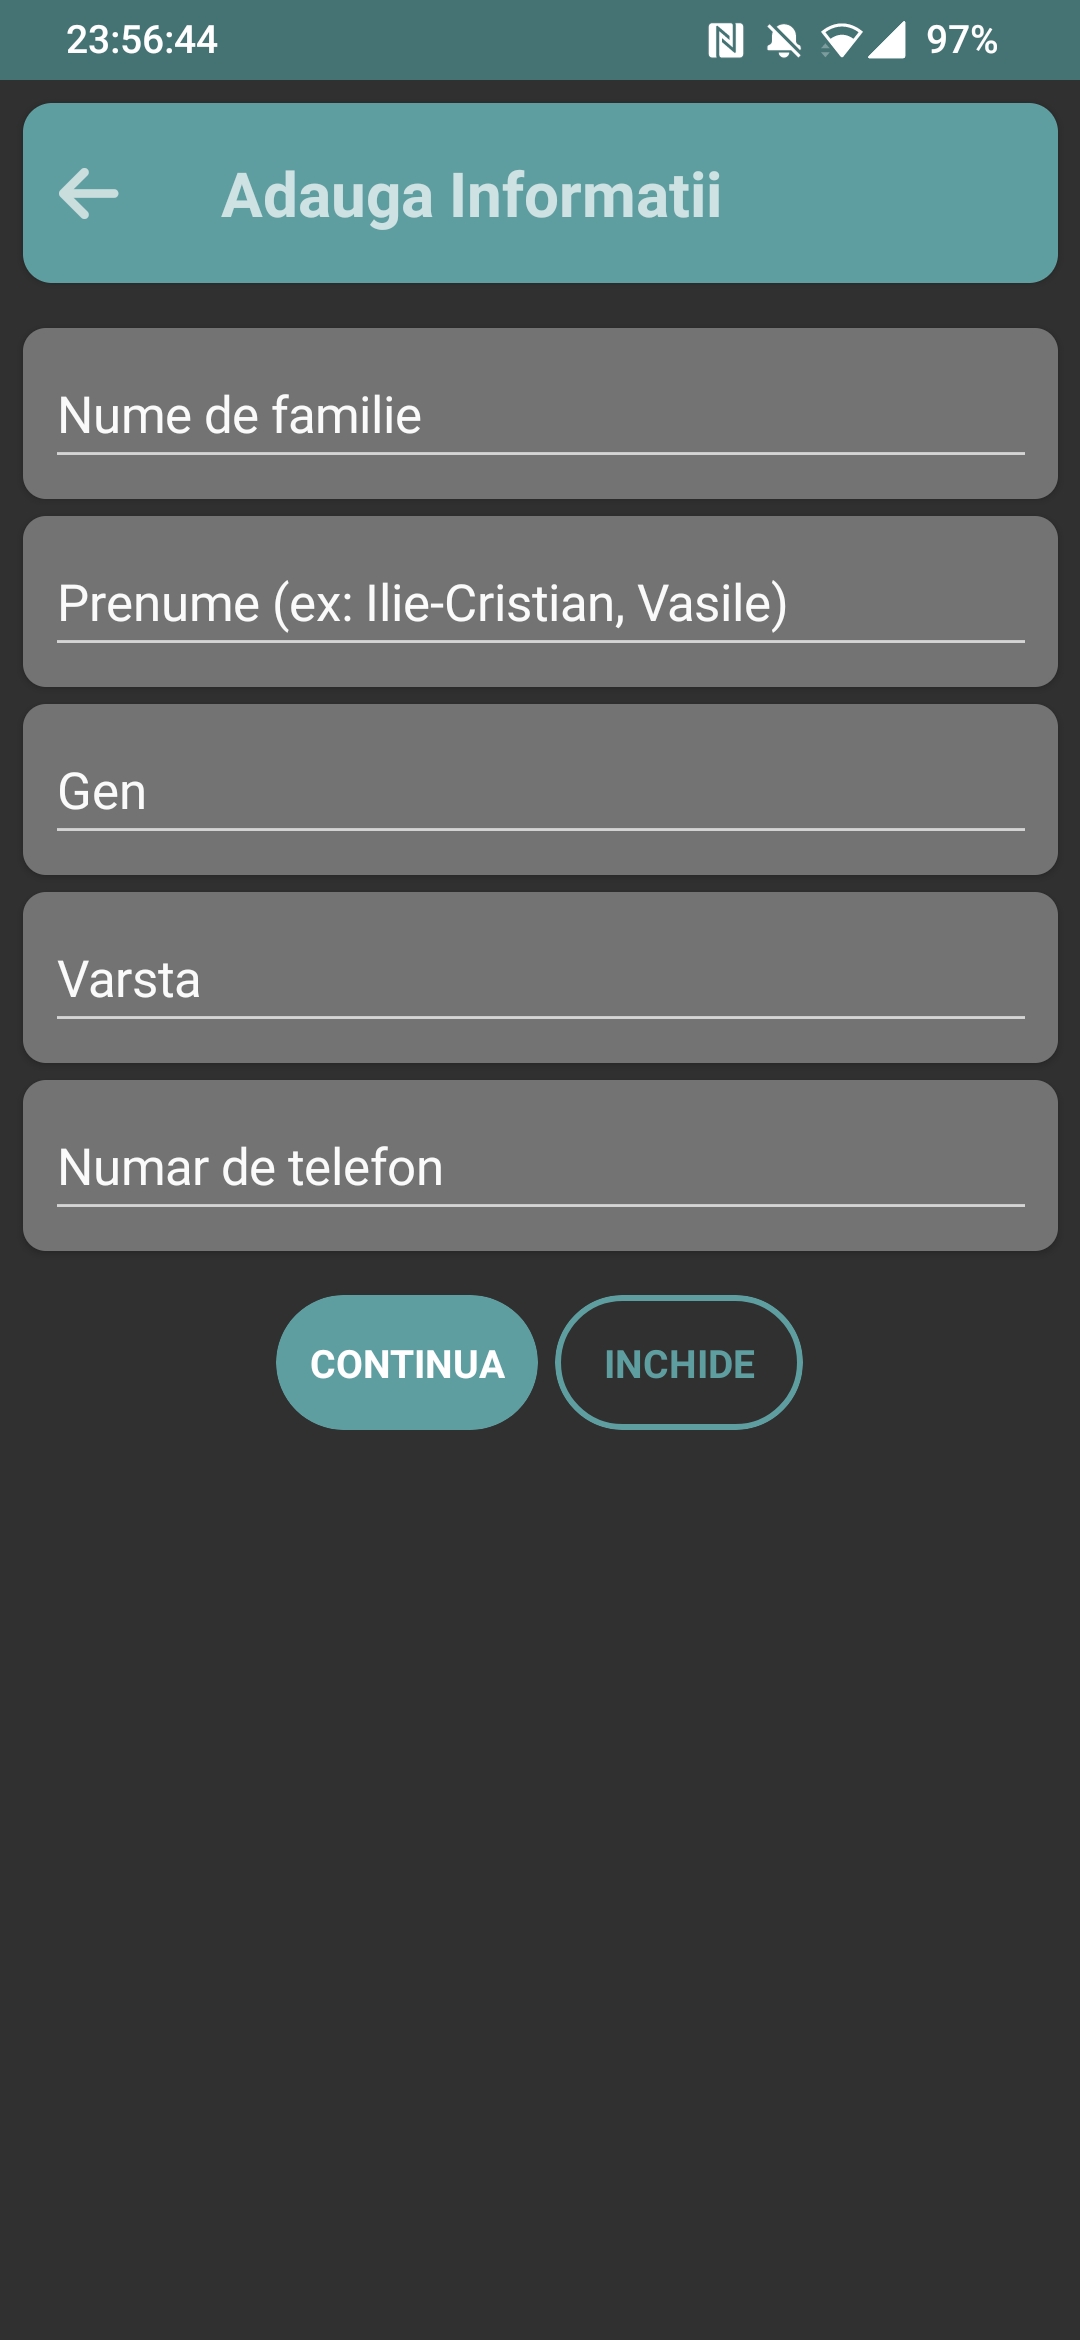 23:56:44 97%
Adauga Informatii
Nume de familie
Prenume (ex: Ilie-Cristian, Vasile)
Gen
Varsta
Numar de telefon
CONTINUA INCHIDE